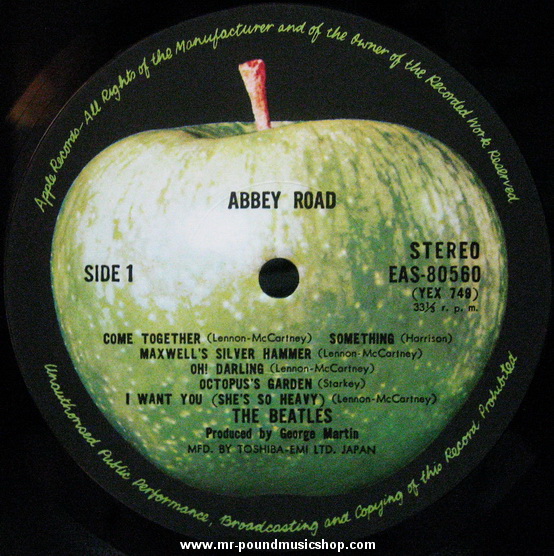 Apple Records-All Rights of the Manufacturer and of the Owner of the Recorded Work Reserved
ABBEY ROAD
SIDE 1
STEREO
EAS-80560
(YEX 749)
33⅓ r. p. m.
COME TOGETHER (Lennon-McCartney) SOMETHING (Harrison)
MAXWELL'S SILVER HAMMER (Lennon-McCartney)
OH! DARLING (Lennon-McCartney)
OCTOPUS'S GARDEN (Starkey)
I WANT YOU (SHE'S SO HEAVY) (Lennon-McCartney)
THE BEATLES
Produced by George Martin
MFD. BY TOSHIBA-EMI LTD. JAPAN
Unauthorised Public Performance, Broadcasting and Copying of this Record Prohibited
www.mr-poundmusicshop.com